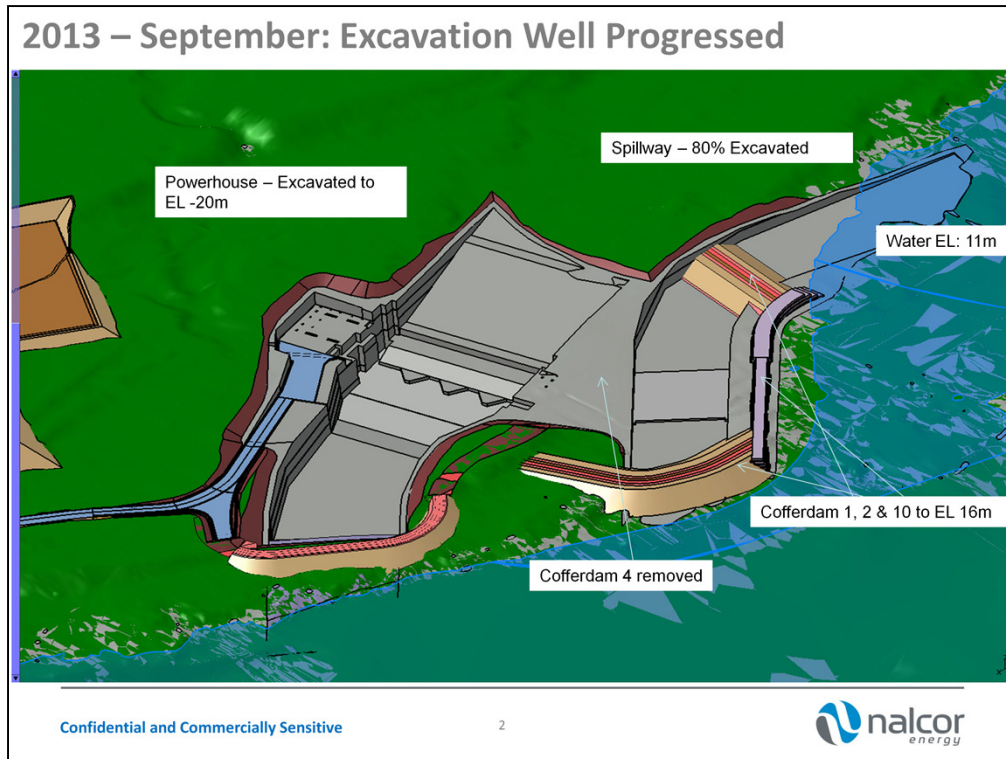 2013 – September: Excavation Well Progressed
Spillway – 80% Excavated
Powerhouse – Excavated to
EL -20m
Water EL: 11m
Cofferdam 1, 2 & 10 to EL 16m
Cofferdam 4 removed
Confidential and Commercially Sensitive
2
nalcor
energy